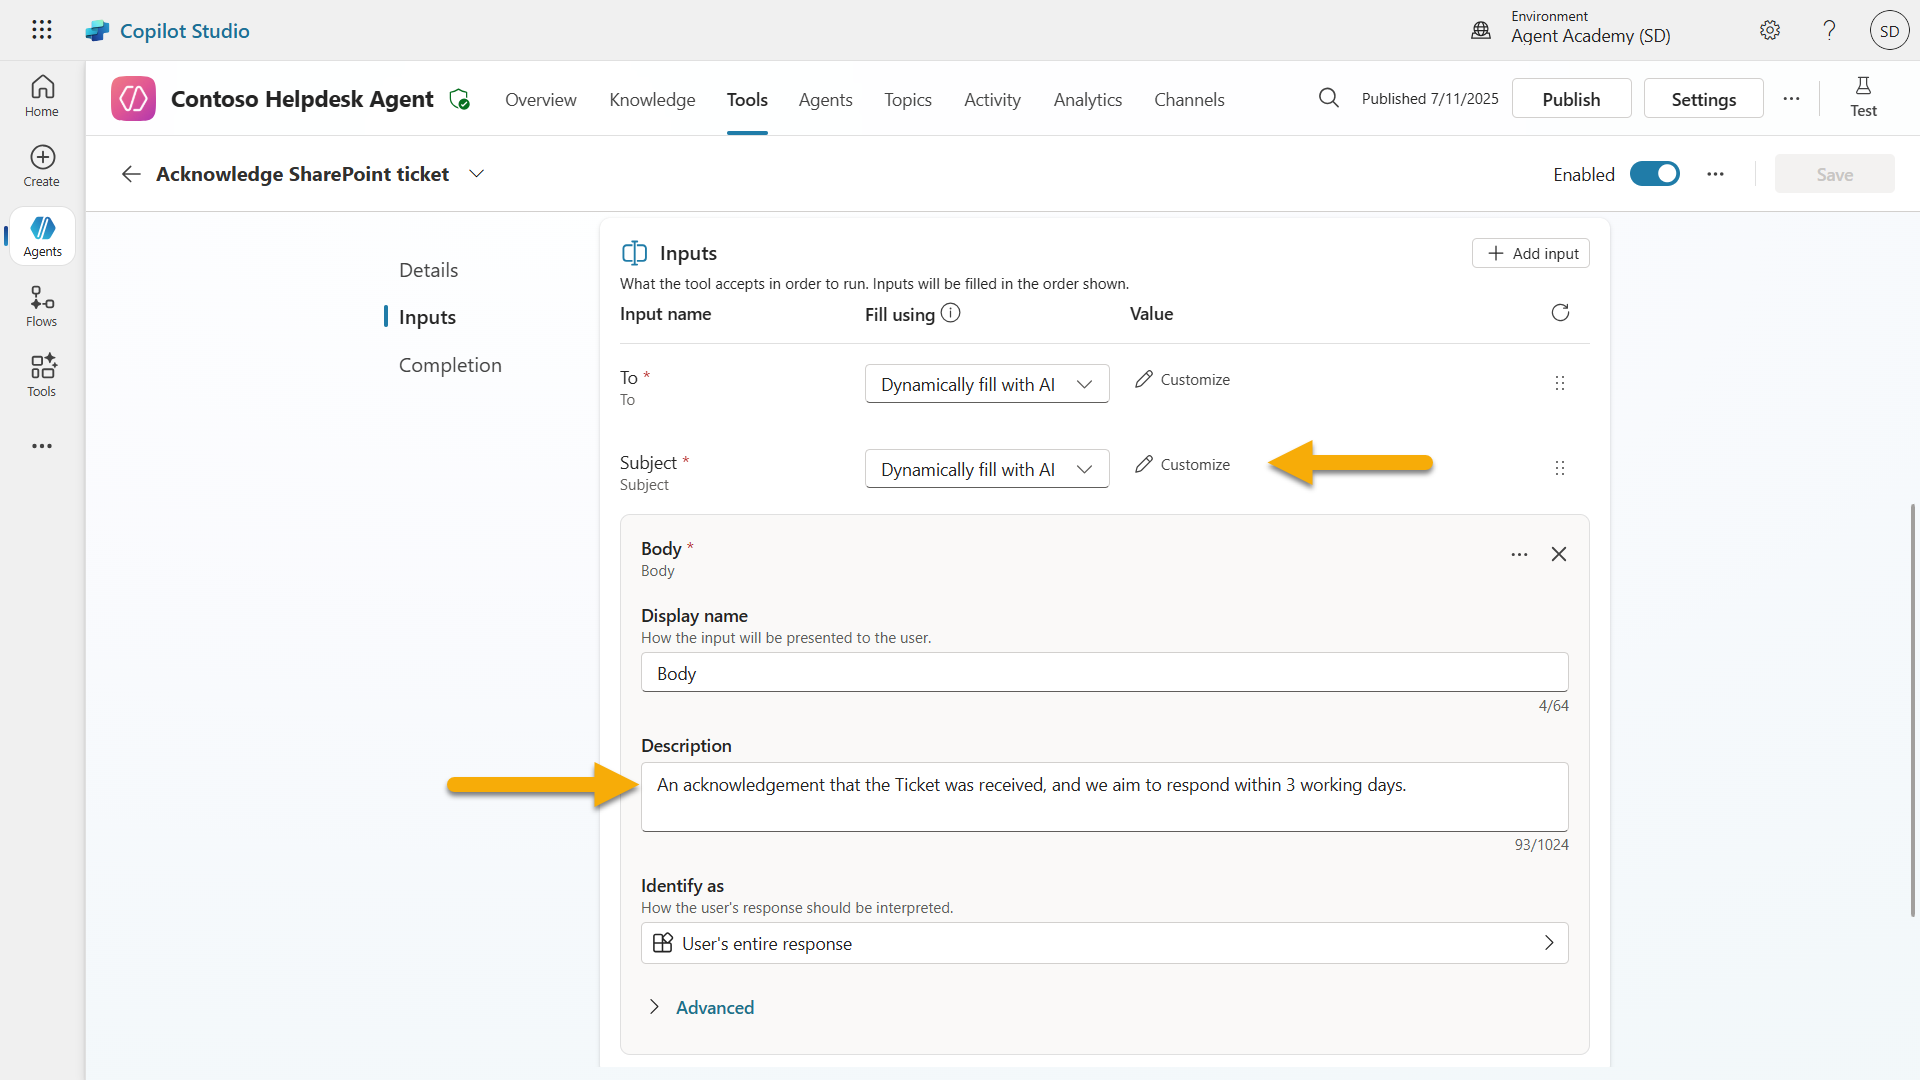 Copilot Studio
Environment
Agent Academy (SD)
?
SD
Home
Create
Agents
Flows
Tools
Contoso Helpdesk Agent
Overview
Knowledge
Tools
Agents
Topics
Activity
Analytics
Channels
Published 7/11/2025
Publish
Settings
Test
Acknowledge SharePoint ticket
Enabled
Save
Details
Inputs
Completion
Inputs
Add input
What the tool accepts in order to run. Inputs will be filled in the order shown.
Input name
Fill using
Value
To *
To
Dynamically fill with AI
Customize
Subject *
Subject
Dynamically fill with AI
Customize
Body *
Body
Display name
How the input will be presented to the user.
Body
4/64
Description
An acknowledgement that the Ticket was received, and we aim to respond within 3 working days.
93/1024
Identify as
How the user's response should be interpreted.
User's entire response
Advanced